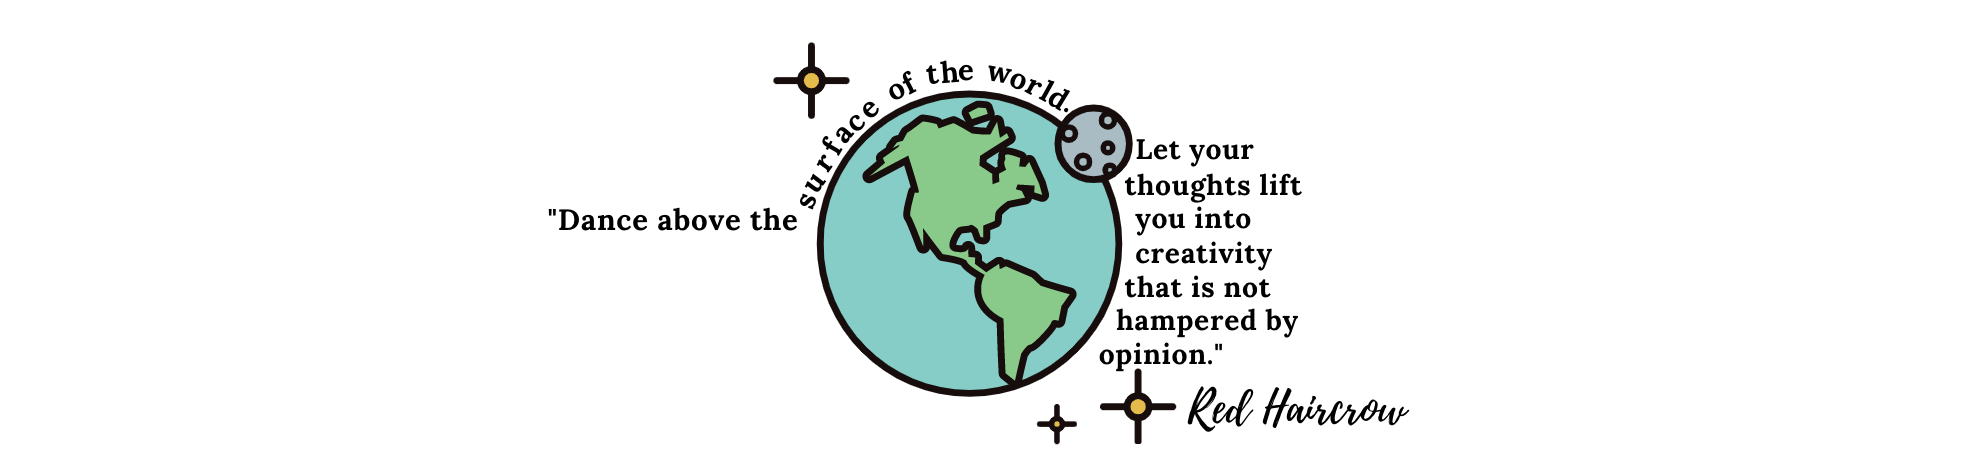 "Dance above the
surface of the world.
Let your
thoughts lift
you into
creativity
that is not
hampered by
opinion."
Red Haircrow